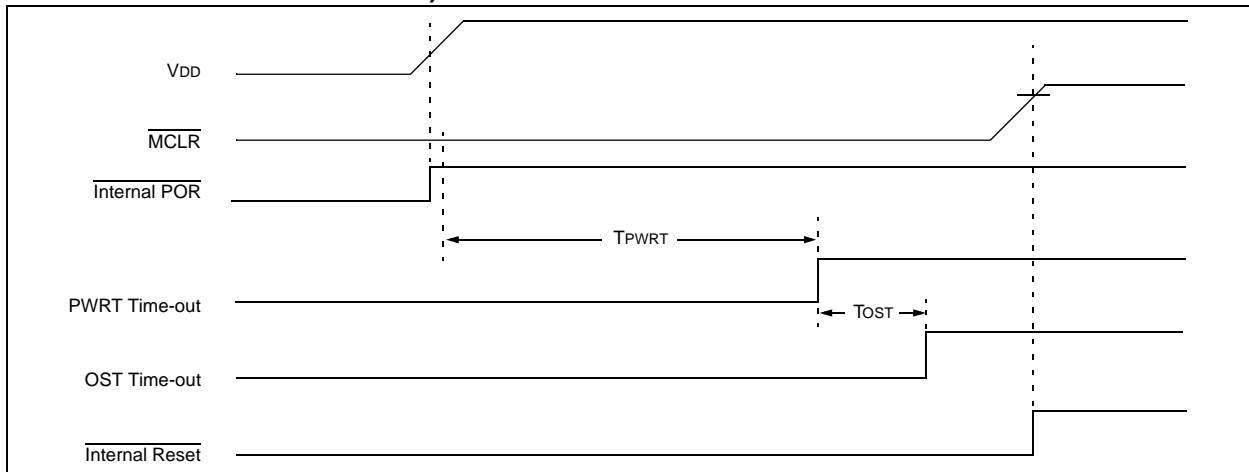 VDD
MCLR
Internal POR
TPWRT
PWRT Time-out
TOST
OST Time-out
Internal Reset